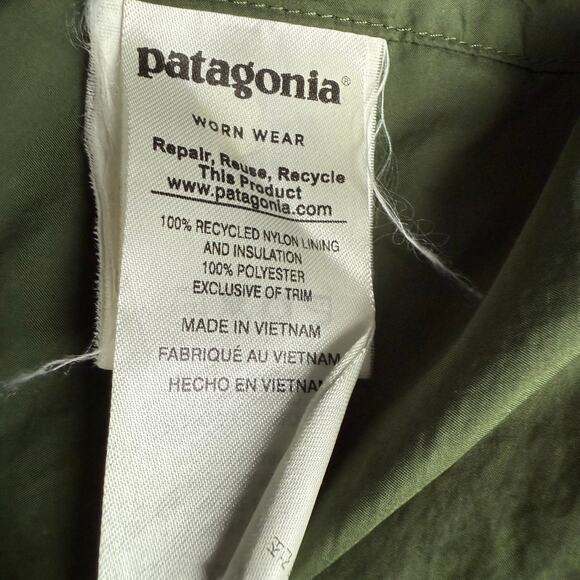 patagonia®
WORN WEAR
Repair, Reuse, Recycle
This Product
www.patagonia.com
100% RECYCLED NYLON LINING
AND INSULATION
100% POLYESTER
EXCLUSIVE OF TRIM
MADE IN VIETNAM
FABRIQUÉ AU VIETNAM
HECHO EN VIETNAM